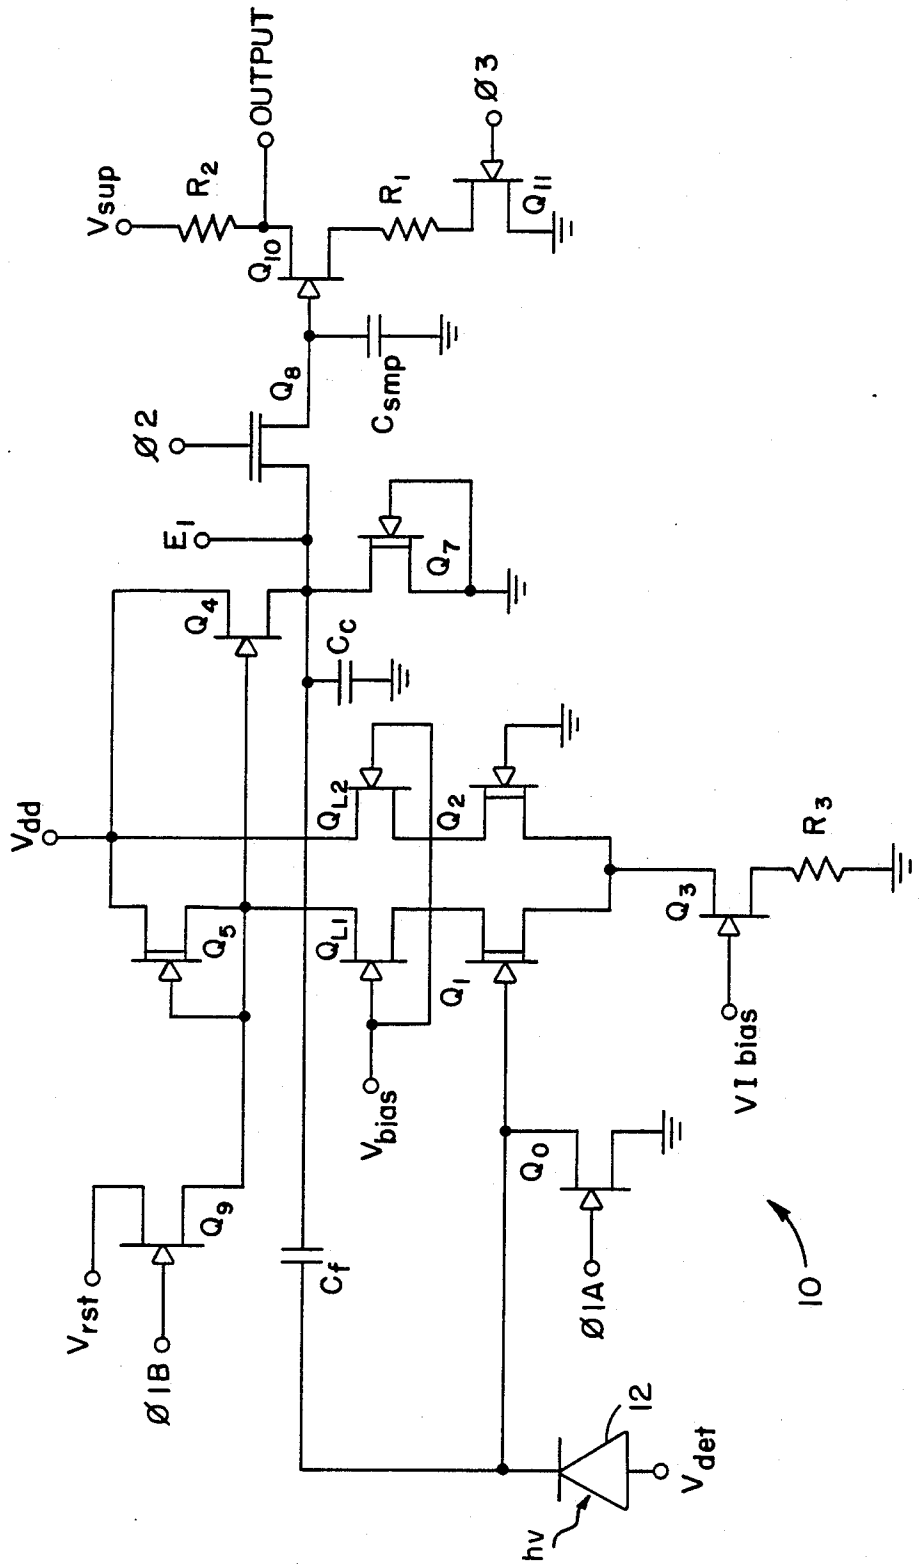 Vsup
R2
OUTPUT
Q10
R1
Q11
Ø3
Csmp
Q8
Ø2
E1
Q7
Q4
Cc
Vdd
QL2
Q2
R3
Q5
QL1
Q1
Q3
VI bias
Vbias
Vrst
Q9
Ø1B
Cf
Q0
Ø1A
10
12
Vdet
hv